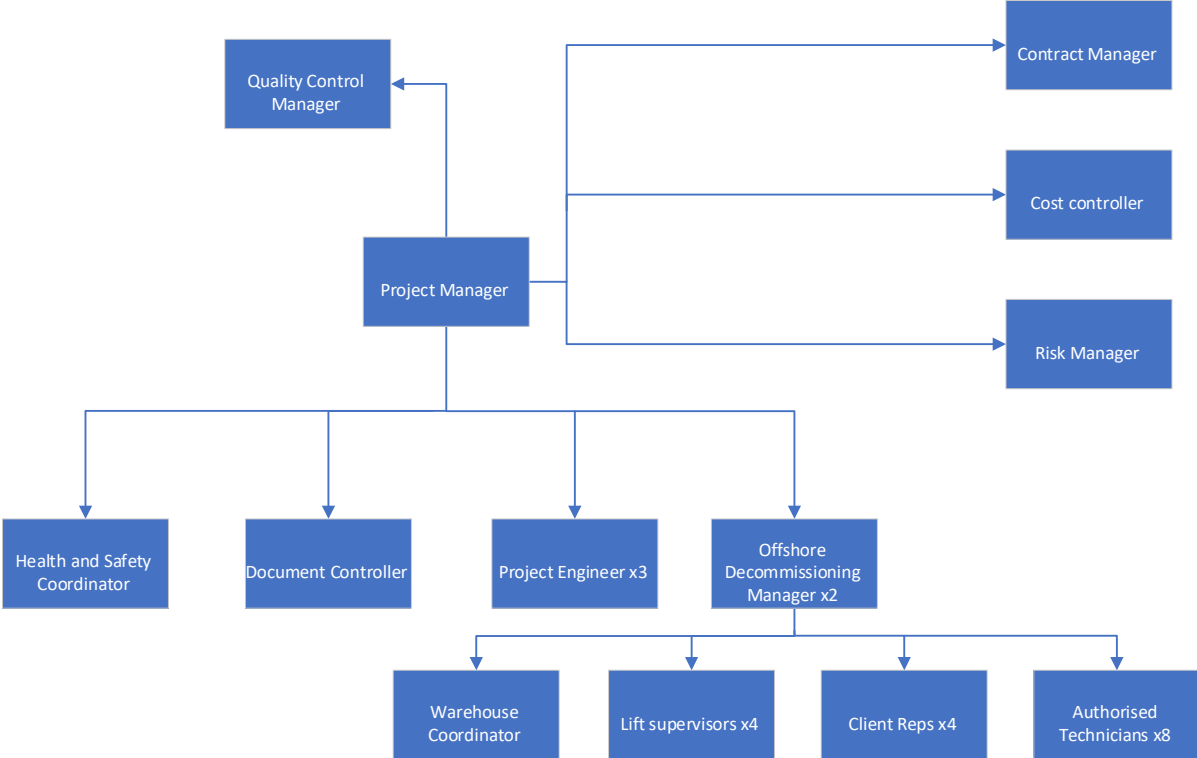 Contract Manager
Quality Control
Manager
Cost controller
Project Manager
Risk Manager
Health and Safety
Coordinator
Document Controller
Project Engineer x3
Offshore
Decommissioning
Manager x2
Warehouse
Coordinator
Lift supervisors x4
Client Reps x4
Authorised
Technicians x8